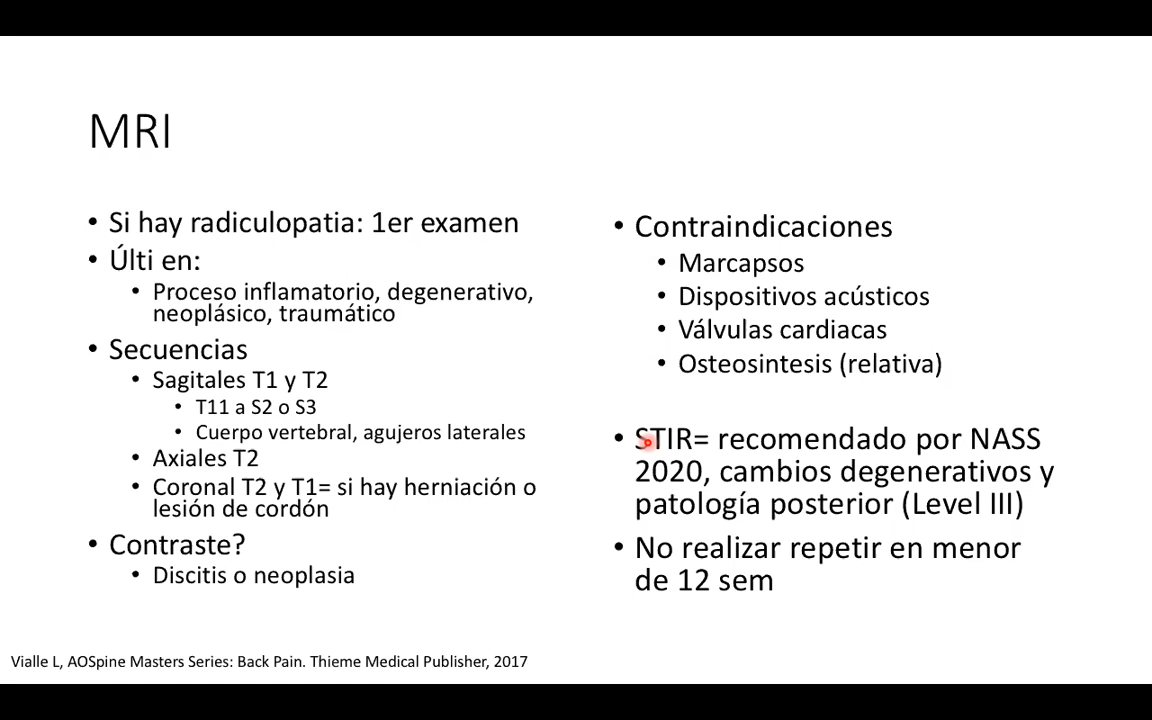 MRI
• Si hay radiculopatia: 1er examen
• Últi en:
• Proceso inflamatorio, degenerativo,
neoplásico, traumático
• Secuencias
• Sagitales T1 y T2
• T11 a S2 o S3
• Cuerpo vertebral, agujeros laterales
• Axiales T2
• Coronal T2 y T1= si hay herniación o
lesión de cordón
• Contraste?
• Discitis o neoplasia
• Contraindicaciones
• Marcapsos
• Dispositivos acústicos
• Válvulas cardiacas
• Osteosintesis (relativa)
• STIR= recomendado por NASS
2020, cambios degenerativos y
patología posterior (Level III)
• No realizar repetir en menor
de 12 sem
Vialle L, AOSpine Masters Series: Back Pain. Thieme Medical Publisher, 2017